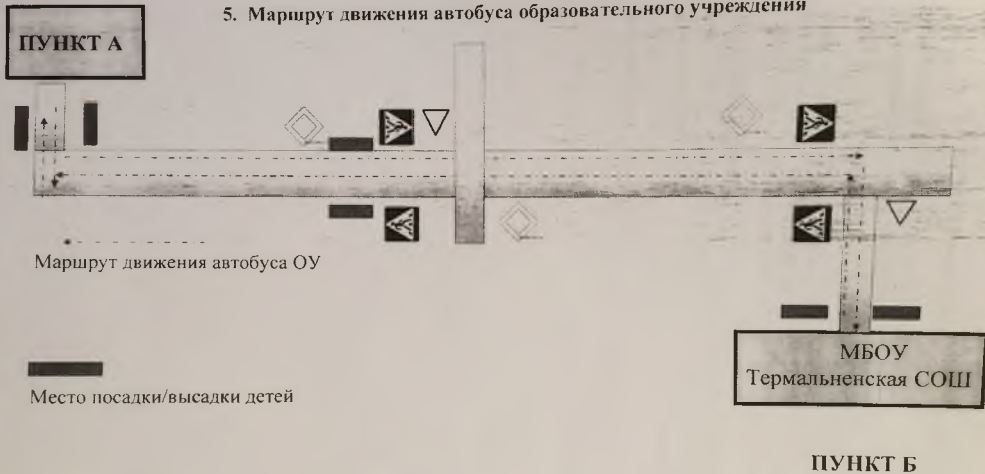 5. Маршрут движения автобуса образовательного учреждения
ПУНКТ А
Маршрут движения автобуса ОУ
Место посадки/высадки детей
МБОУ
Термальненская СОШ
ПУНКТ Б